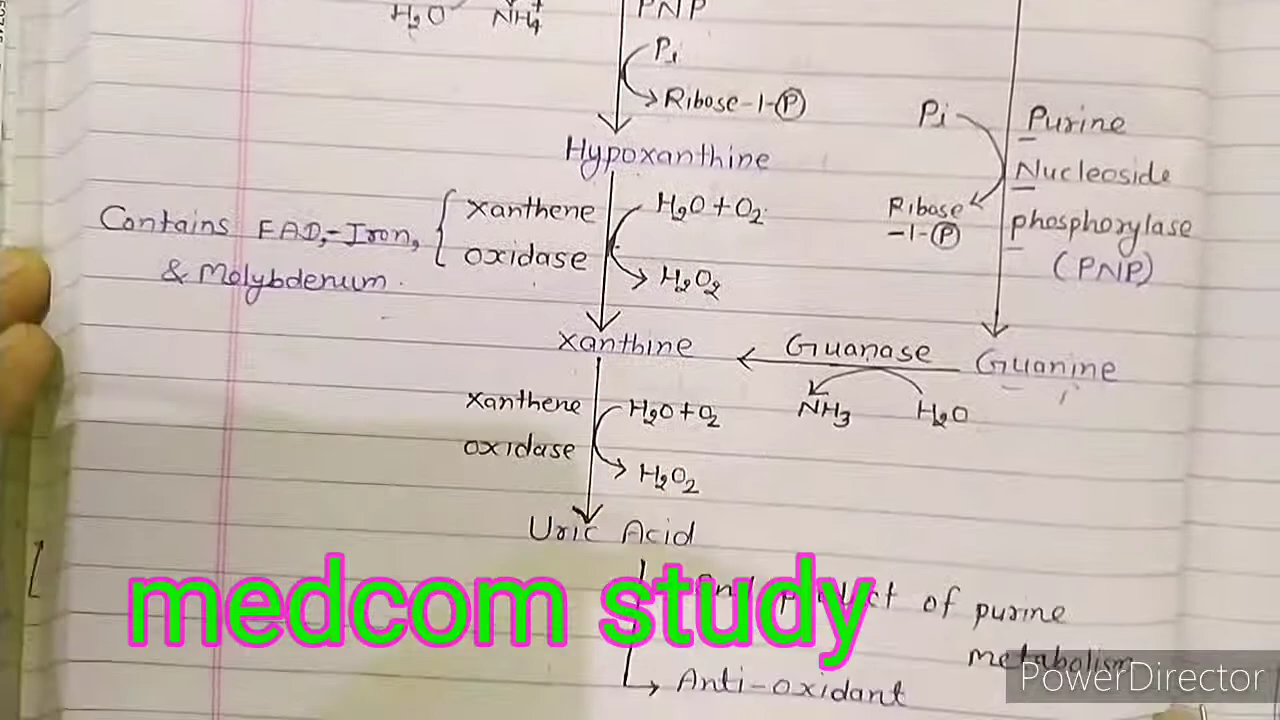 PNP
H2O NH4+
Pi
Ribose-1-P
Hypoxanthine
Xanthene
oxidase
H2O + O2
H2O2
Contains FAD,-Iron,
& Molybdenum.
Pi
Ribose
-1-P
Purine
Nucleoside
phosphorylase
(PNP)
Xanthine
Guanase
Guanine
NH3
H2O
Xanthene
oxidase
H2O + O2
H2O2
Uric Acid
product of purine
metabolism
Anti-oxidant
medcom study
PowerDirector